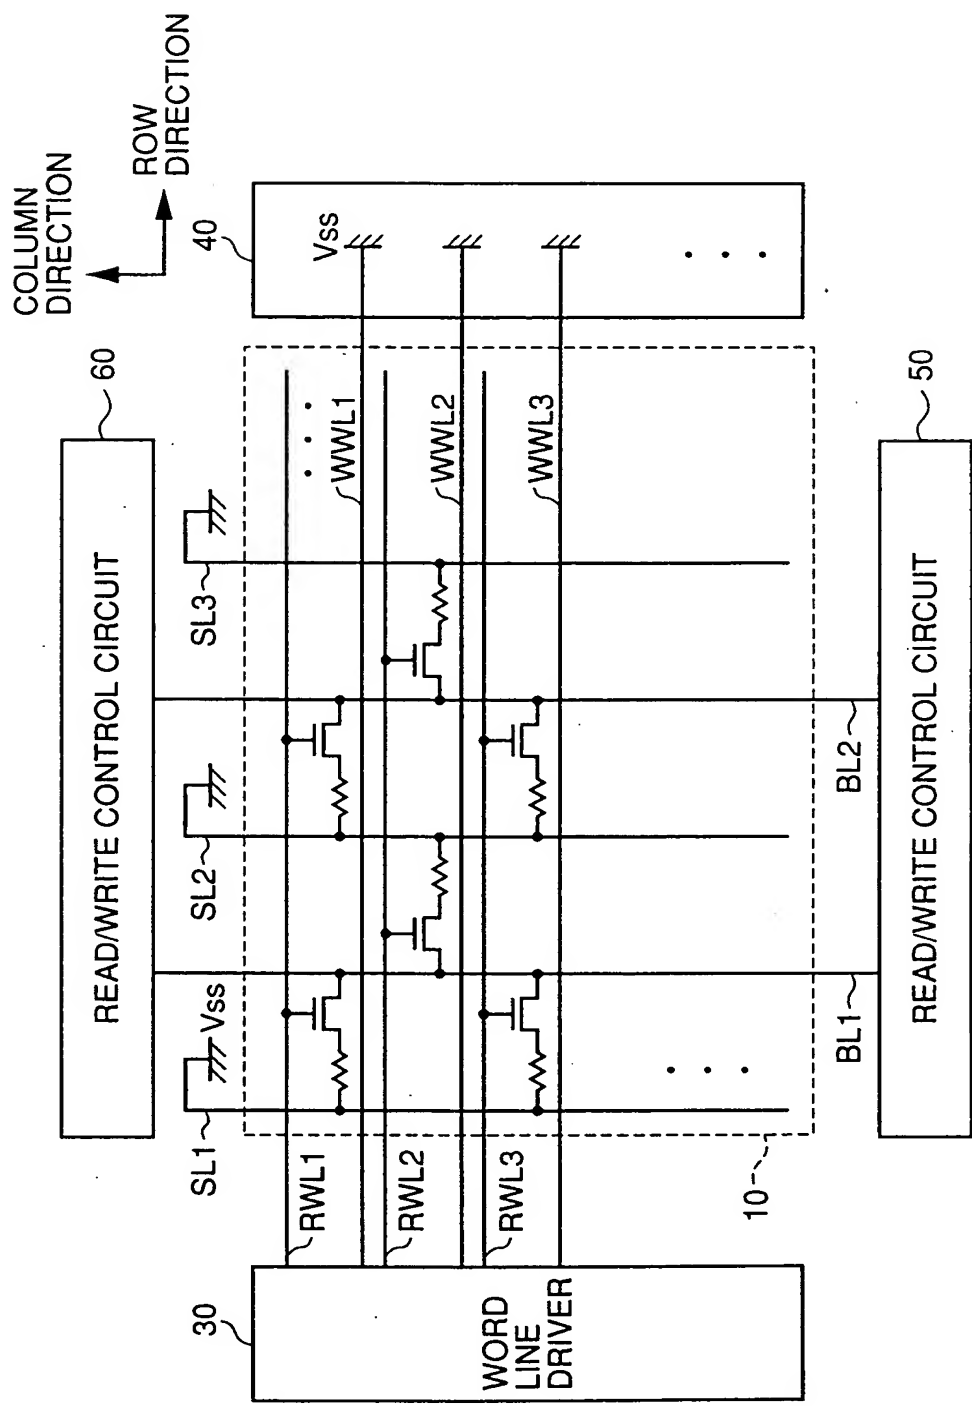 COLUMN
DIRECTION
ROW
DIRECTION
60
READ/WRITE CONTROL CIRCUIT
40
Vss
SL1
Vss
SL2
SL3
30
WORD
LINE
DRIVER
RWL1
WWL1
RWL2
WWL2
RWL3
WWL3
10
BL1
BL2
50
READ/WRITE CONTROL CIRCUIT